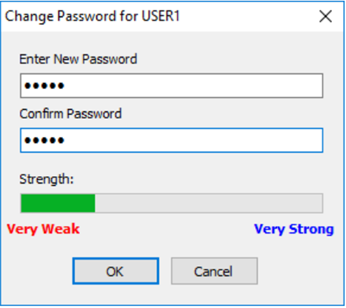 Change Password for USER1
Enter New Password
•••••
Confirm Password
•••••
Strength:
Very Weak Very Strong
OK Cancel